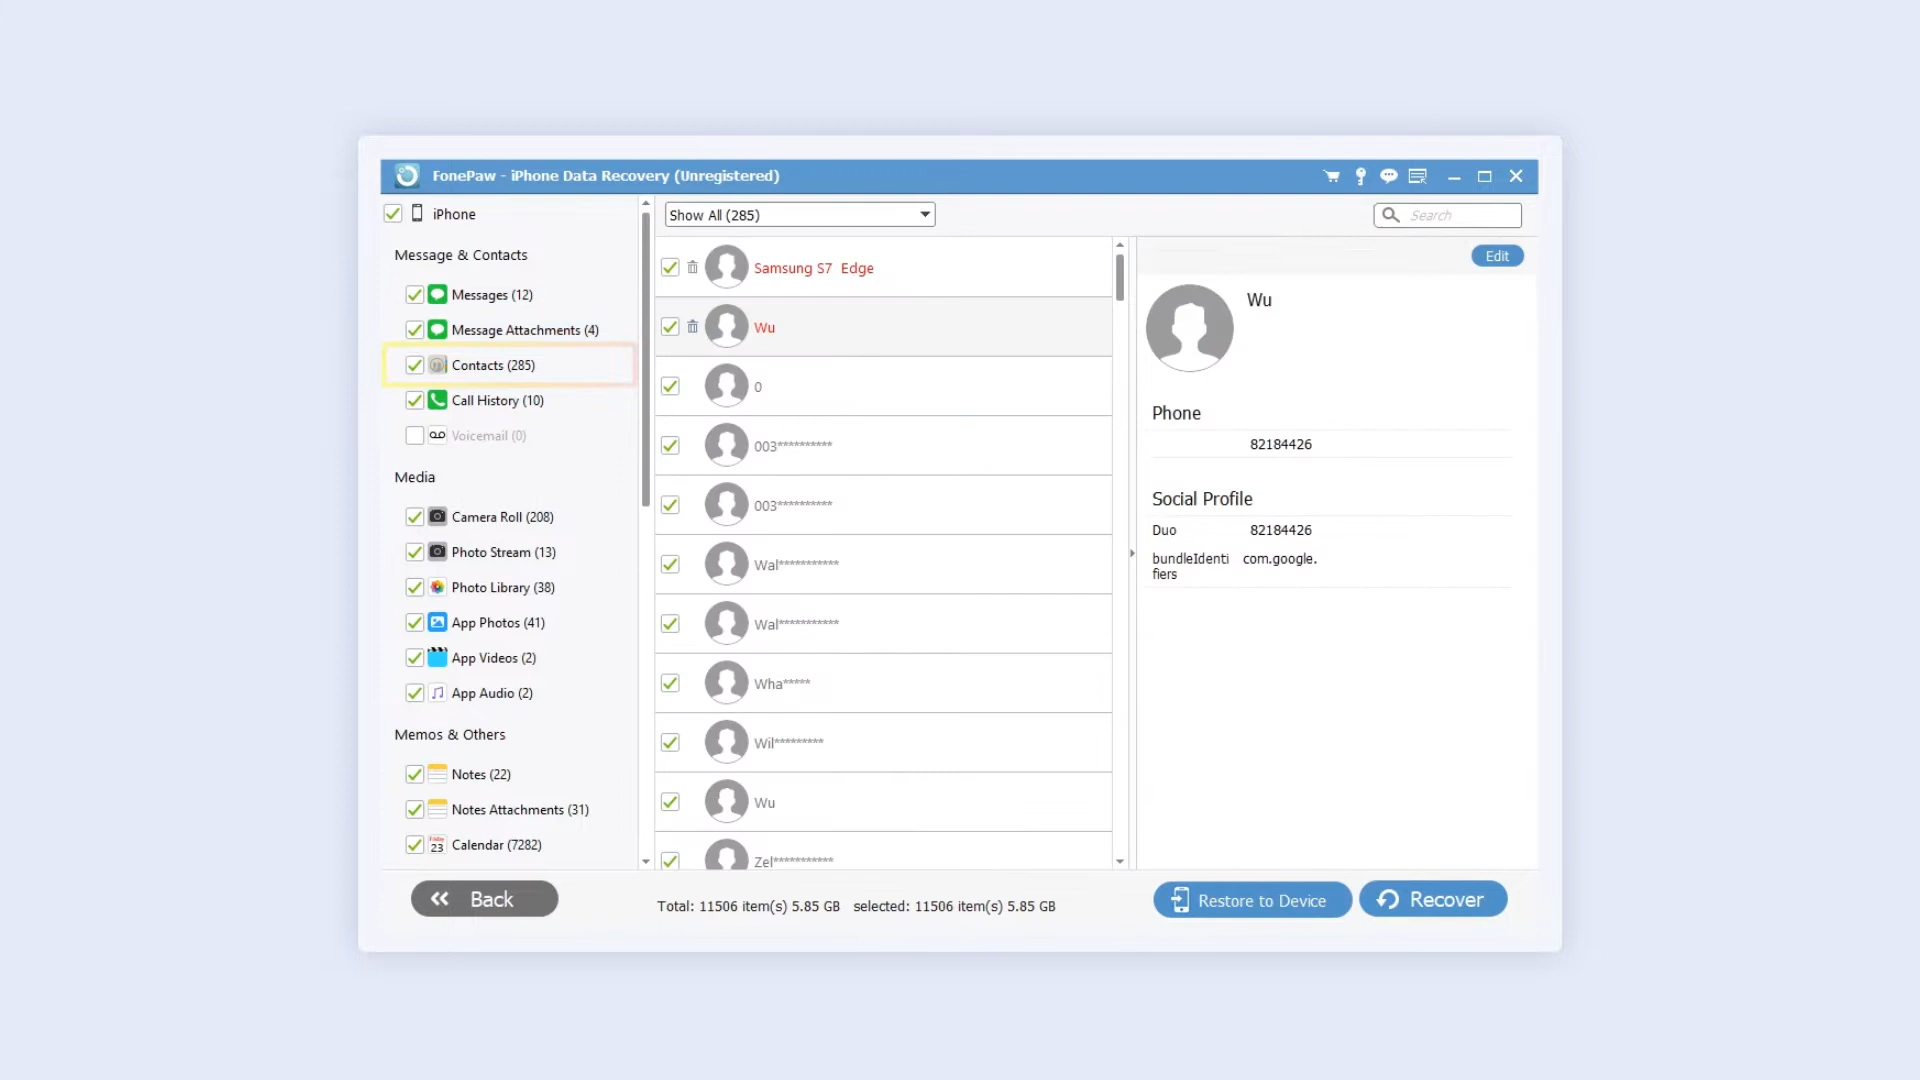 FonePaw - iPhone Data Recovery (Unregistered)
iPhone
Message & Contacts
Messages (12)
Message Attachments (4)
Contacts (285)
Call History (10)
Voicemail (0)
Media
Camera Roll (208)
Photo Stream (13)
Photo Library (38)
App Photos (41)
App Videos (2)
App Audio (2)
Memos & Others
Notes (22)
Notes Attachments (31)
Friday
23
Calendar (7282)
Show All (285)
Search
Samsung S7 Edge
Wu
0
003**********
003**********
Wal***********
Wal***********
Wha*****
Wil*********
Wu
Zel***********
Edit
Wu
Phone
82184426
Social Profile
Duo 82184426
bundleIdenti com.google.
fiers
Back
Total: 11506 item(s) 5.85 GB selected: 11506 item(s) 5.85 GB
Restore to Device
Recover